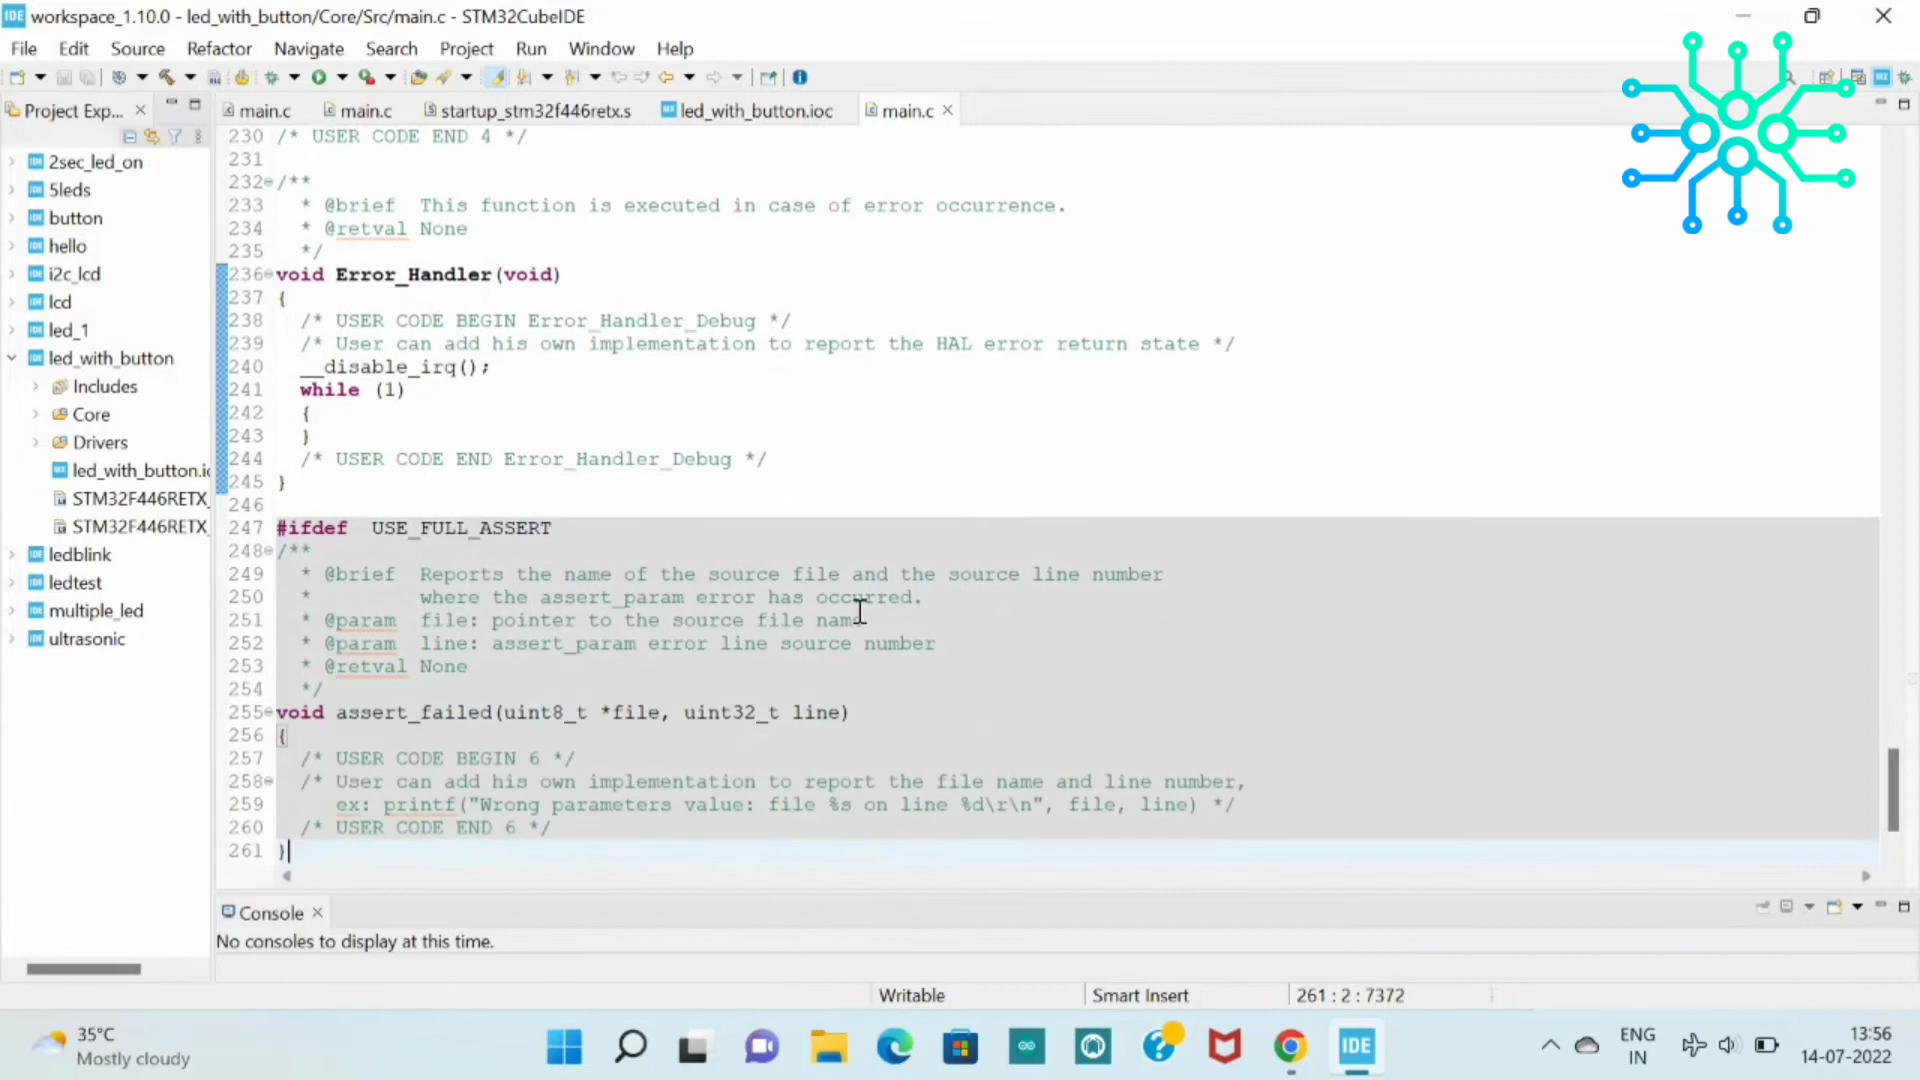 IDE workspace_1.10.0 - led_with_button/Core/Src/main.c - STM32CubeIDE
File Edit Source Refactor Navigate Search Project Run Window Help
Project Exp...
main.c main.c startup_stm32f446retx.s led_with_button.ioc main.c
2sec_led_on
5leds
button
hello
i2c_lcd
lcd
led_1
led_with_button
Includes
Core
Drivers
led_with_button.io
STM32F446RETX_
STM32F446RETX_
ledblink
ledtest
multiple_led
ultrasonic
230 /* USER CODE END 4 */
231
232 /**
233 * @brief This function is executed in case of error occurrence.
234 * @retval None
235 */
236 void Error_Handler(void)
237 {
238 /* USER CODE BEGIN Error_Handler_Debug */
239 /* User can add his own implementation to report the HAL error return state */
240 __disable_irq();
241 while (1)
242 {
243 }
244 /* USER CODE END Error_Handler_Debug */
245 }
246
247 #ifdef USE_FULL_ASSERT
248 /**
249 * @brief Reports the name of the source file and the source line number
250 * where the assert_param error has occurred.
251 * @param file: pointer to the source file name
252 * @param line: assert_param error line source number
253 * @retval None
254 */
255 void assert_failed(uint8_t *file, uint32_t line)
256 {
257 /* USER CODE BEGIN 6 */
258 /* User can add his own implementation to report the file name and line number,
259 ex: printf("Wrong parameters value: file %s on line %d\r\n", file, line) */
260 /* USER CODE END 6 */
261 }
Console
No consoles to display at this time.
Writable Smart Insert 261 : 2 : 7372
35°C
Mostly cloudy
IDE
ENG
IN
13:56
14-07-2022